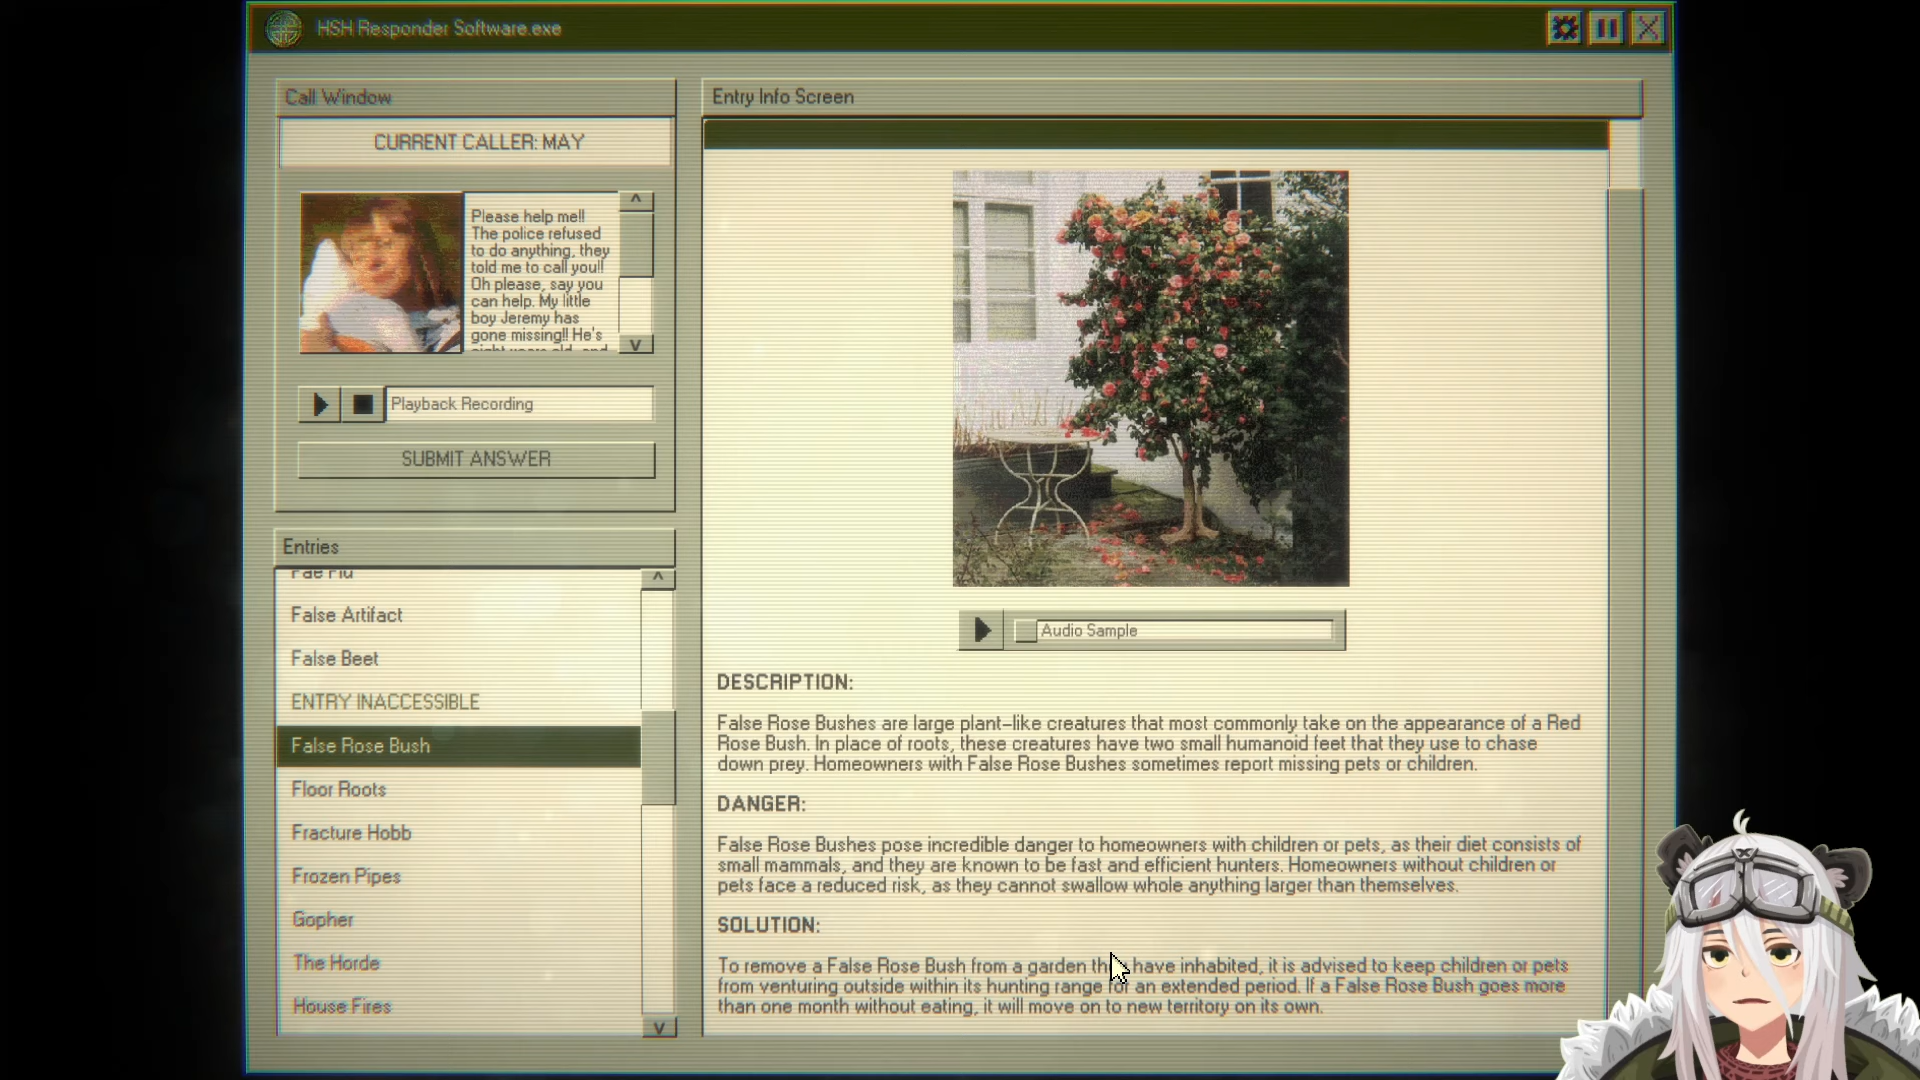 HSH Responder Software.exe
Call Window
CURRENT CALLER: MAY
Please help me!!
The police refused
to do anything, they
told me to call you!!
Oh please, say you
can help. My little
boy Jeremy has
gone missing!! He's
eight years old, and
Playback Recording
SUBMIT ANSWER
Entries
Fae Flu
False Artifact
False Beet
ENTRY INACCESSIBLE
False Rose Bush
Floor Roots
Fracture Hobb
Frozen Pipes
Gopher
The Horde
House Fires
Entry Info Screen
Audio Sample
DESCRIPTION:
False Rose Bushes are large plant-like creatures that most commonly take on the appearance of a Red
Rose Bush. In place of roots, these creatures have two small humanoid feet that they use to chase
down prey. Homeowners with False Rose Bushes sometimes report missing pets or children.
DANGER:
False Rose Bushes pose incredible danger to homeowners with children or pets, as their diet consists of
small mammals, and they are known to be fast and efficient hunters. Homeowners without children or
pets face a reduced risk, as they cannot swallow whole anything larger than themselves.
SOLUTION:
To remove a False Rose Bush from a garden they have inhabited, it is advised to keep children or pets
from venturing outside within its hunting range for an extended period. If a False Rose Bush goes more
than one month without eating, it will move on to new territory on its own.